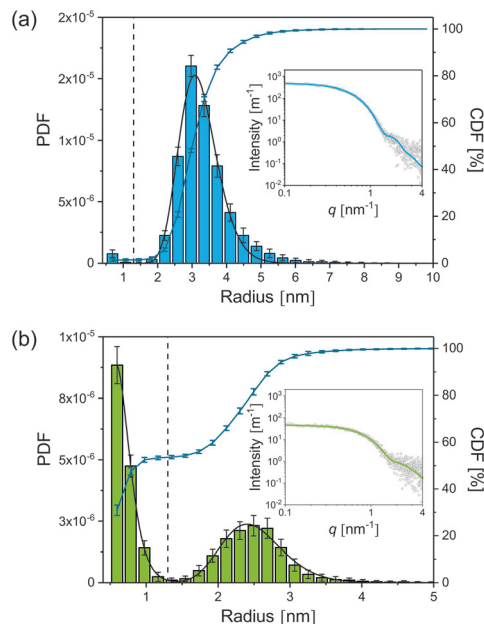 (a)
2x10⁻⁵
2x10⁻⁵
1x10⁻⁵
5x10⁻⁶
0
PDF
100
80
60
40
20
0
CDF [%]
1 2 3 4 5 6 7 8 9 10
Radius [nm]
Intensity [m⁻¹]
10³
10²
10¹
10⁰
10⁻¹
10⁻²
0.1 1 4
q [nm⁻¹]
(b)
1x10⁻⁵
8x10⁻⁶
5x10⁻⁶
3x10⁻⁶
0
PDF
100
80
60
40
20
0
CDF [%]
1 2 3 4 5
Radius [nm]
Intensity [m⁻¹]
10³
10²
10¹
10⁰
10⁻¹
10⁻²
0.1 1 4
q [nm⁻¹]